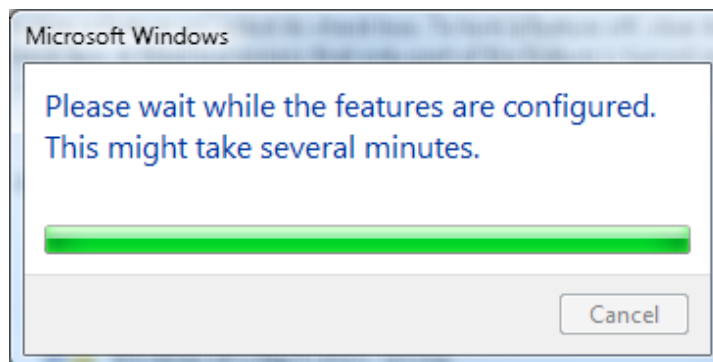 Microsoft Windows
Please wait while the features are configured.
This might take several minutes.
Cancel